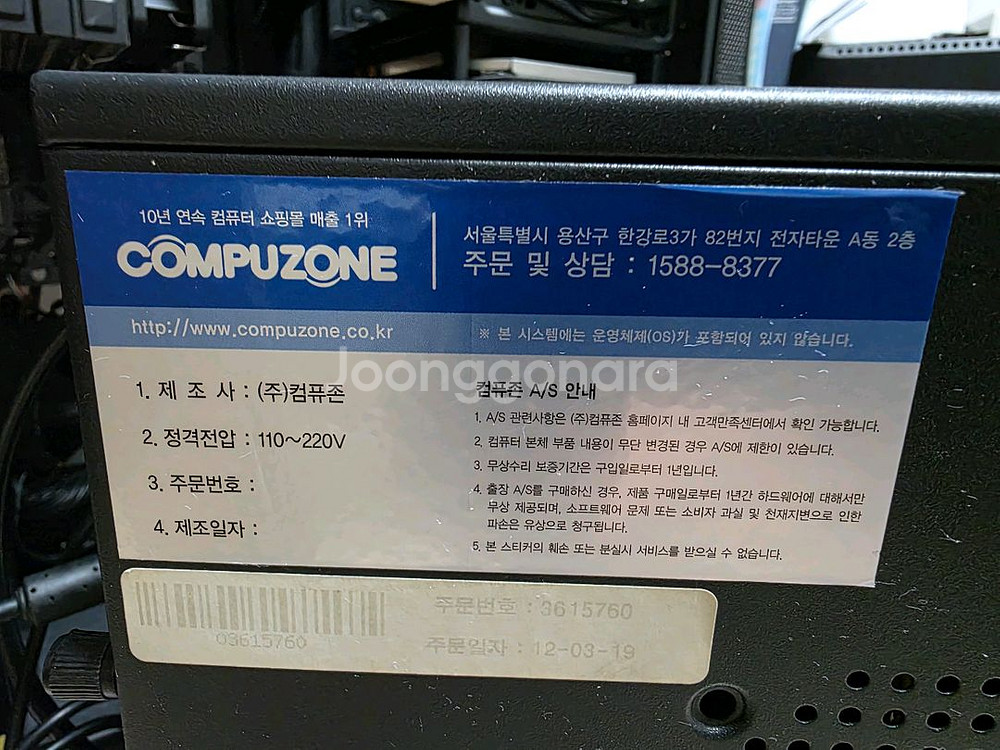 10년 연속 컴퓨터 쇼핑몰 매출 1위
COMPUZONE
서울특별시 용산구 한강로3가 82번지 전자타운 A동 2층
주문 및 상담 : 1588-8377
http://www.compuzone.co.kr
※ 본 시스템에는 운영체제(OS)가 포함되어 있지 않습니다.
Joonggonara
1. 제 조 사 : (주)컴퓨존
2. 정격전압 : 110~220V
3. 주문번호 :
4. 제조일자 :
컴퓨존 A/S 안내
1. A/S 관련사항은 (주)컴퓨존 홈페이지 내 고객만족센터에서 확인 가능합니다.
2. 컴퓨터 본체 부품 내용이 무단 변경된 경우 A/S에 제한이 있습니다.
3. 무상수리 보증기간은 구입일로부터 1년입니다.
4. 출장 A/S를 구매하신 경우, 제품 구매일로부터 1년간 하드웨어에 대해서만
무상 제공되며, 소프트웨어 문제 또는 소비자 과실 및 천재지변으로 인한
파손은 유상으로 청구됩니다.
5. 본 스티커의 훼손 또는 분실시 서비스를 받으실 수 없습니다.
03615760
주문번호 : 3615760
주문일자 : 12-03-19